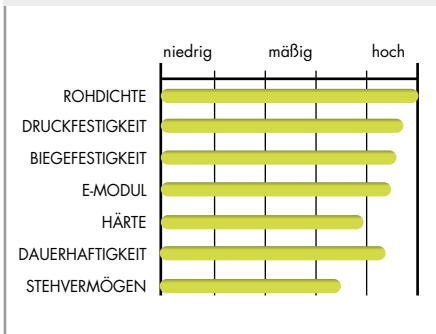 niedrig mäßig hoch
ROHDICHTE
DRUCKFESTIGKEIT
BIEGEFESTIGKEIT
E-MODUL
HÄRTE
DAUERHAFTIGKEIT
STEHVERMÖGEN